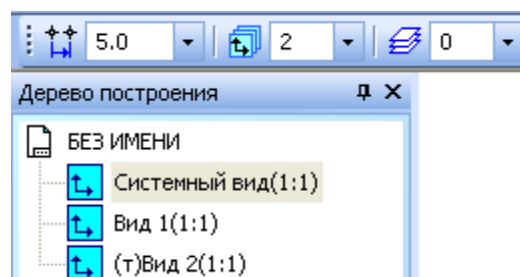 5.0 2 0
Дерево построения
БЕЗ ИМЕНИ
Системный вид(1:1)
Вид 1(1:1)
(т)Вид 2(1:1)